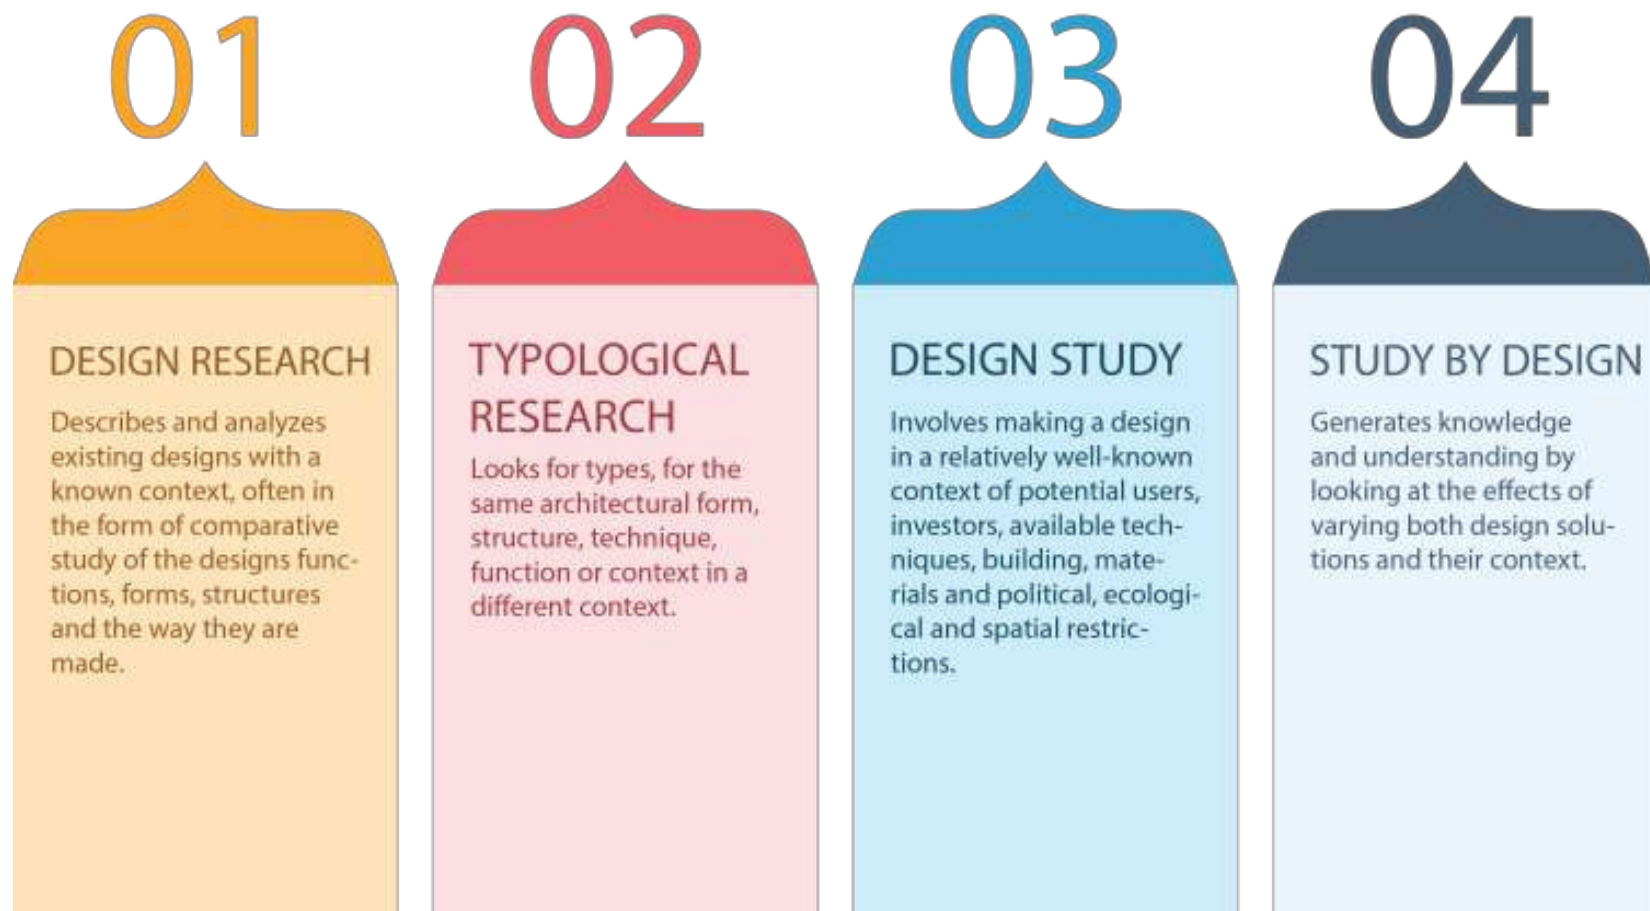 01
DESIGN RESEARCH
Describes and analyzes
existing designs with a
known context, often in
the form of comparative
study of the designs func-
tions, forms, structures
and the way they are
made.
02
TYPOLOGICAL
RESEARCH
Looks for types, for the
same architectural form,
structure, technique,
function or context in a
different context.
03
DESIGN STUDY
Involves making a design
in a relatively well-known
context of potential users,
investors, available tech-
niques, building, mate-
rials and political, ecologi-
cal and spatial restric-
tions.
04
STUDY BY DESIGN
Generates knowledge
and understanding by
looking at the effects of
varying both design solu-
tions and their context.